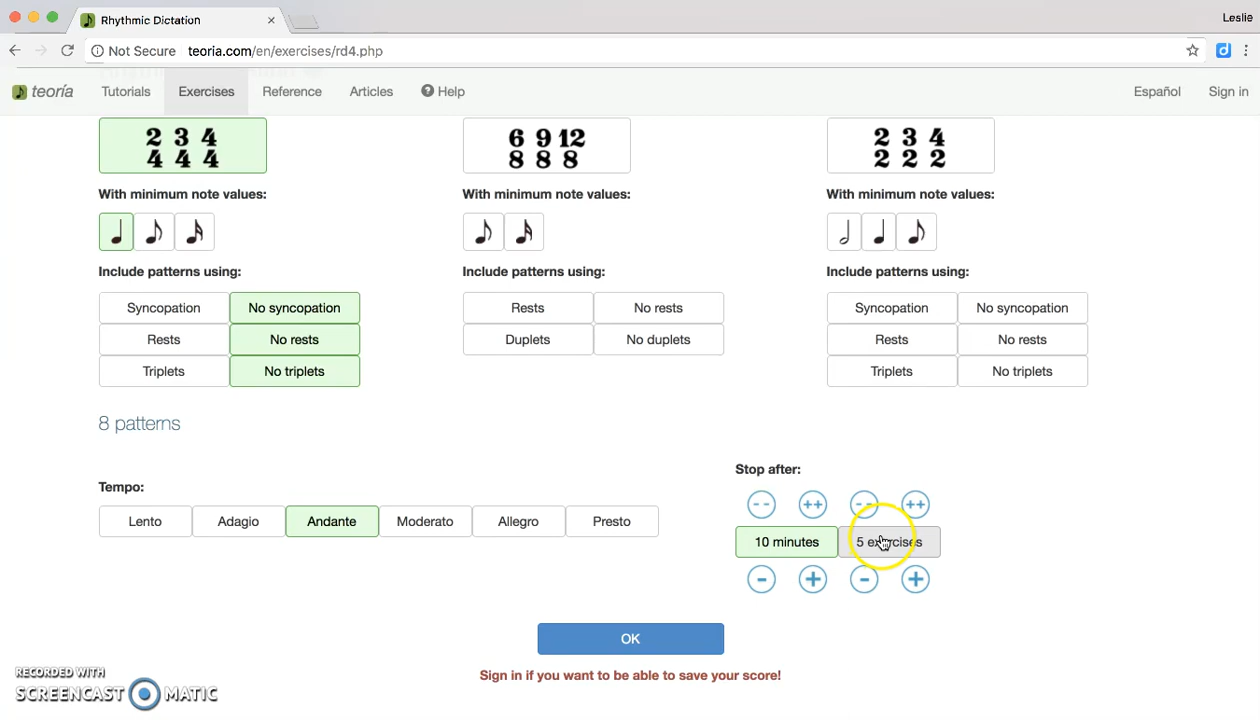 Rhythmic Dictation
Leslie
Not Secure teoria.com/en/exercises/rd4.php
teoría Tutorials Exercises Reference Articles Help Español Sign in
2 3 4 6 9 12 2 3 4
4 4 4 8 8 8 2 2 2
With minimum note values: With minimum note values: With minimum note values:
Include patterns using: Include patterns using: Include patterns using:
Syncopation No syncopation Rests No rests Syncopation No syncopation
Rests No rests Duplets No duplets Rests No rests
Triplets No triplets Triplets No triplets
8 patterns
Stop after:
Tempo:
-- ++ -- ++
Lento Adagio Andante Moderato Allegro Presto
10 minutes 5 exercises
- + - +
OK
Sign in if you want to be able to save your score!
RECORDED WITH
SCREENCAST MATIC